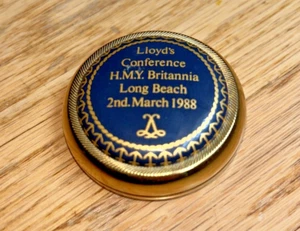 Lloyd's
Conference
H.M.Y. Britannia
Long Beach
2nd. March 1988